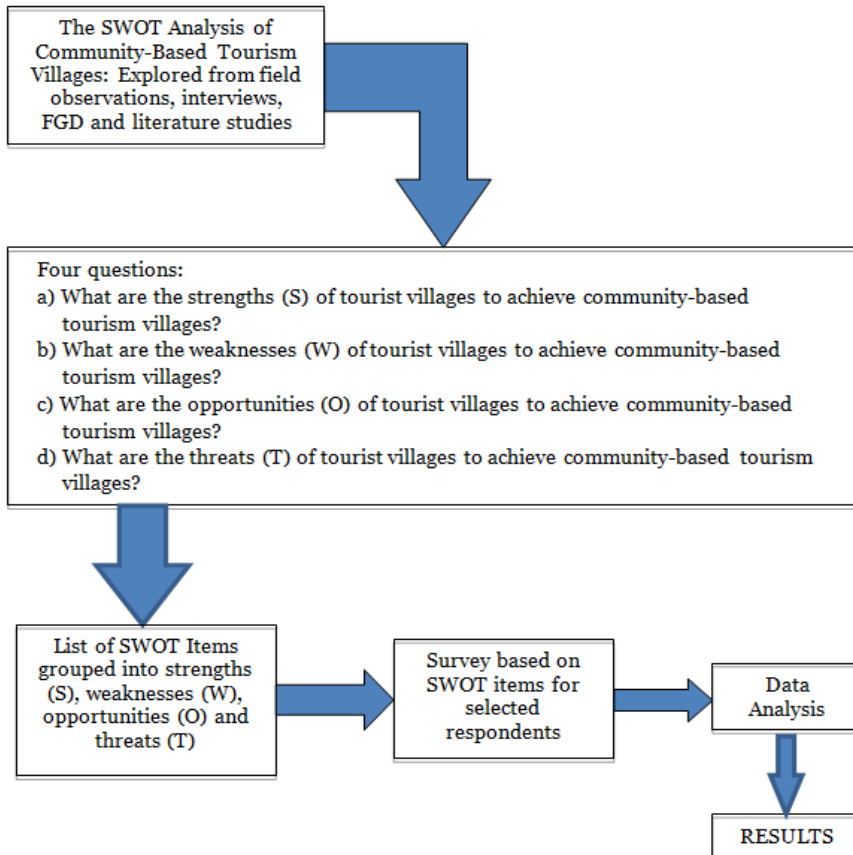 The SWOT Analysis of
Community-Based Tourism
Villages: Explored from field
observations, interviews,
FGD and literature studies
Four questions:
a) What are the strengths (S) of tourist villages to achieve community-based
tourism villages?
b) What are the weaknesses (W) of tourist villages to achieve community-based
tourism villages?
c) What are the opportunities (O) of tourist villages to achieve community-based
tourism villages?
d) What are the threats (T) of tourist villages to achieve community-based tourism
villages?
List of SWOT Items
grouped into strengths
(S), weaknesses (W),
opportunities (O) and
threats (T)
Survey based on
SWOT items for
selected
respondents
Data
Analysis
RESULTS